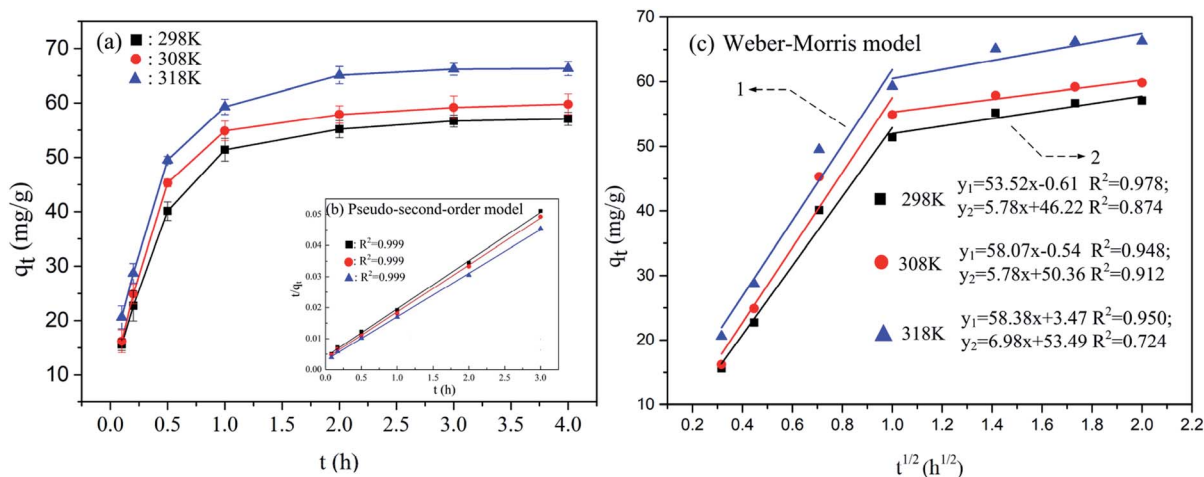 (a)
: 298K
: 308K
: 318K
70
60
50
40
30
20
10
qt (mg/g)
0.0 0.5 1.0 1.5 2.0 2.5 3.0 3.5 4.0
t (h)
(b) Pseudo-second-order model
: R²=0.999
: R²=0.999
: R²=0.999
0.05
0.04
0.03
0.02
0.01
0.00
t/qt
0.0 0.5 1.0 1.5 2.0 2.5 3.0
t (h)
(c) Weber-Morris model
1
2
298K
y₁=53.52x-0.61 R²=0.978;
y₂=5.78x+46.22 R²=0.874
308K
y₁=58.07x-0.54 R²=0.948;
y₂=5.78x+50.36 R²=0.912
318K
y₁=58.38x+3.47 R²=0.950;
y₂=6.98x+53.49 R²=0.724
70
60
50
40
30
20
10
qt (mg/g)
0.2 0.4 0.6 0.8 1.0 1.2 1.4 1.6 1.8 2.0 2.2
t^1/2 (h^1/2)